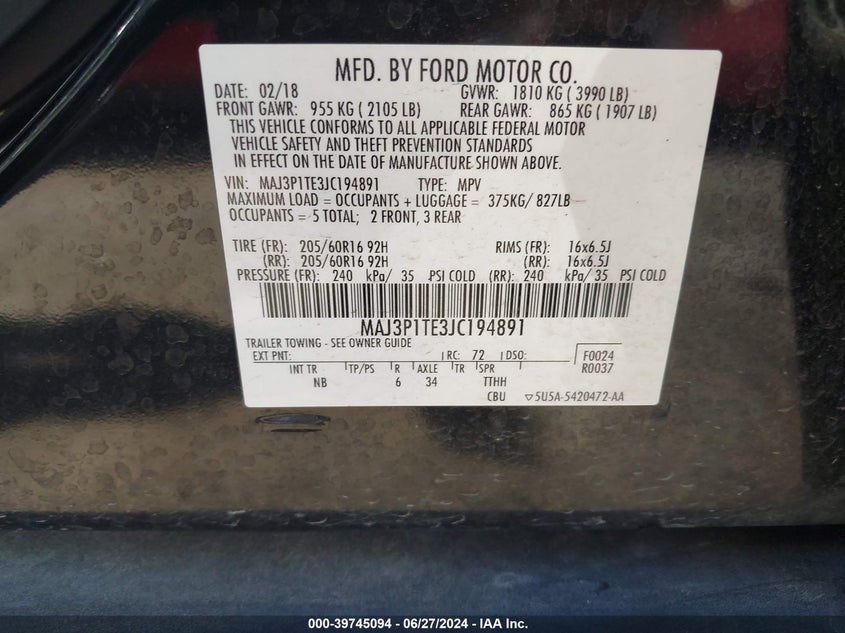 MFD. BY FORD MOTOR CO.
DATE: 02/18 GVWR: 1810 KG ( 3990 LB)
FRONT GAWR: 955 KG ( 2105 LB) REAR GAWR: 865 KG ( 1907 LB)
THIS VEHICLE CONFORMS TO ALL APPLICABLE FEDERAL MOTOR
VEHICLE SAFETY AND THEFT PREVENTION STANDARDS
IN EFFECT ON THE DATE OF MANUFACTURE SHOWN ABOVE.
VIN: MAJ3P1TE3JC194891 TYPE: MPV
MAXIMUM LOAD = OCCUPANTS + LUGGAGE = 375KG/ 827LB
OCCUPANTS = 5 TOTAL; 2 FRONT, 3 REAR
TIRE (FR): 205/60R16 92H RIMS (FR): 16x6.5J
(RR): 205/60R16 92H (RR): 16x6.5J
PRESSURE (FR): 240 kPa/ 35 PSI COLD (RR): 240 kPa/ 35 PSI COLD
MAJ3P1TE3JC194891
TRAILER TOWING - SEE OWNER GUIDE
EXT PNT: RC: 72 DSO: F0024
R0037
INT TR TP/PS R AXLE TR SPR
NB 6 34 TTHH
CBU ▽5U5A-5420472-AA
000-39745094 - 06/27/2024 - IAA Inc.